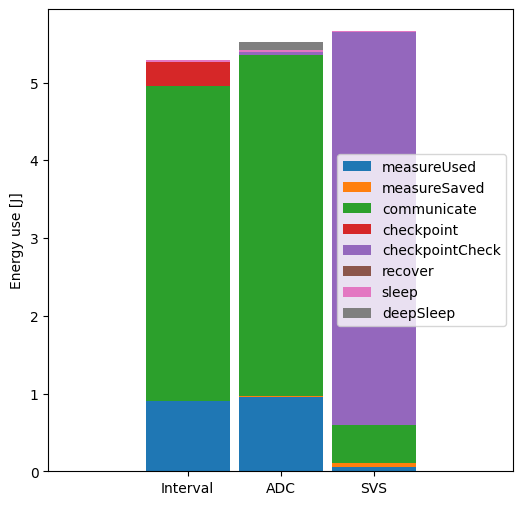 Energy use [J]
5
4
3
2
1
0
Interval
ADC
SVS
measureUsed
measureSaved
communicate
checkpoint
checkpointCheck
recover
sleep
deepSleep